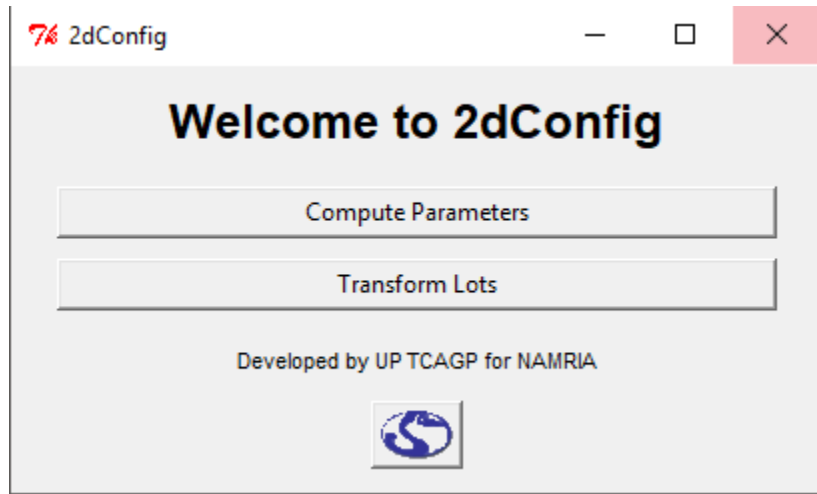 2dConfig
Welcome to 2dConfig
Compute Parameters
Transform Lots
Developed by UP TCAGP for NAMRIA